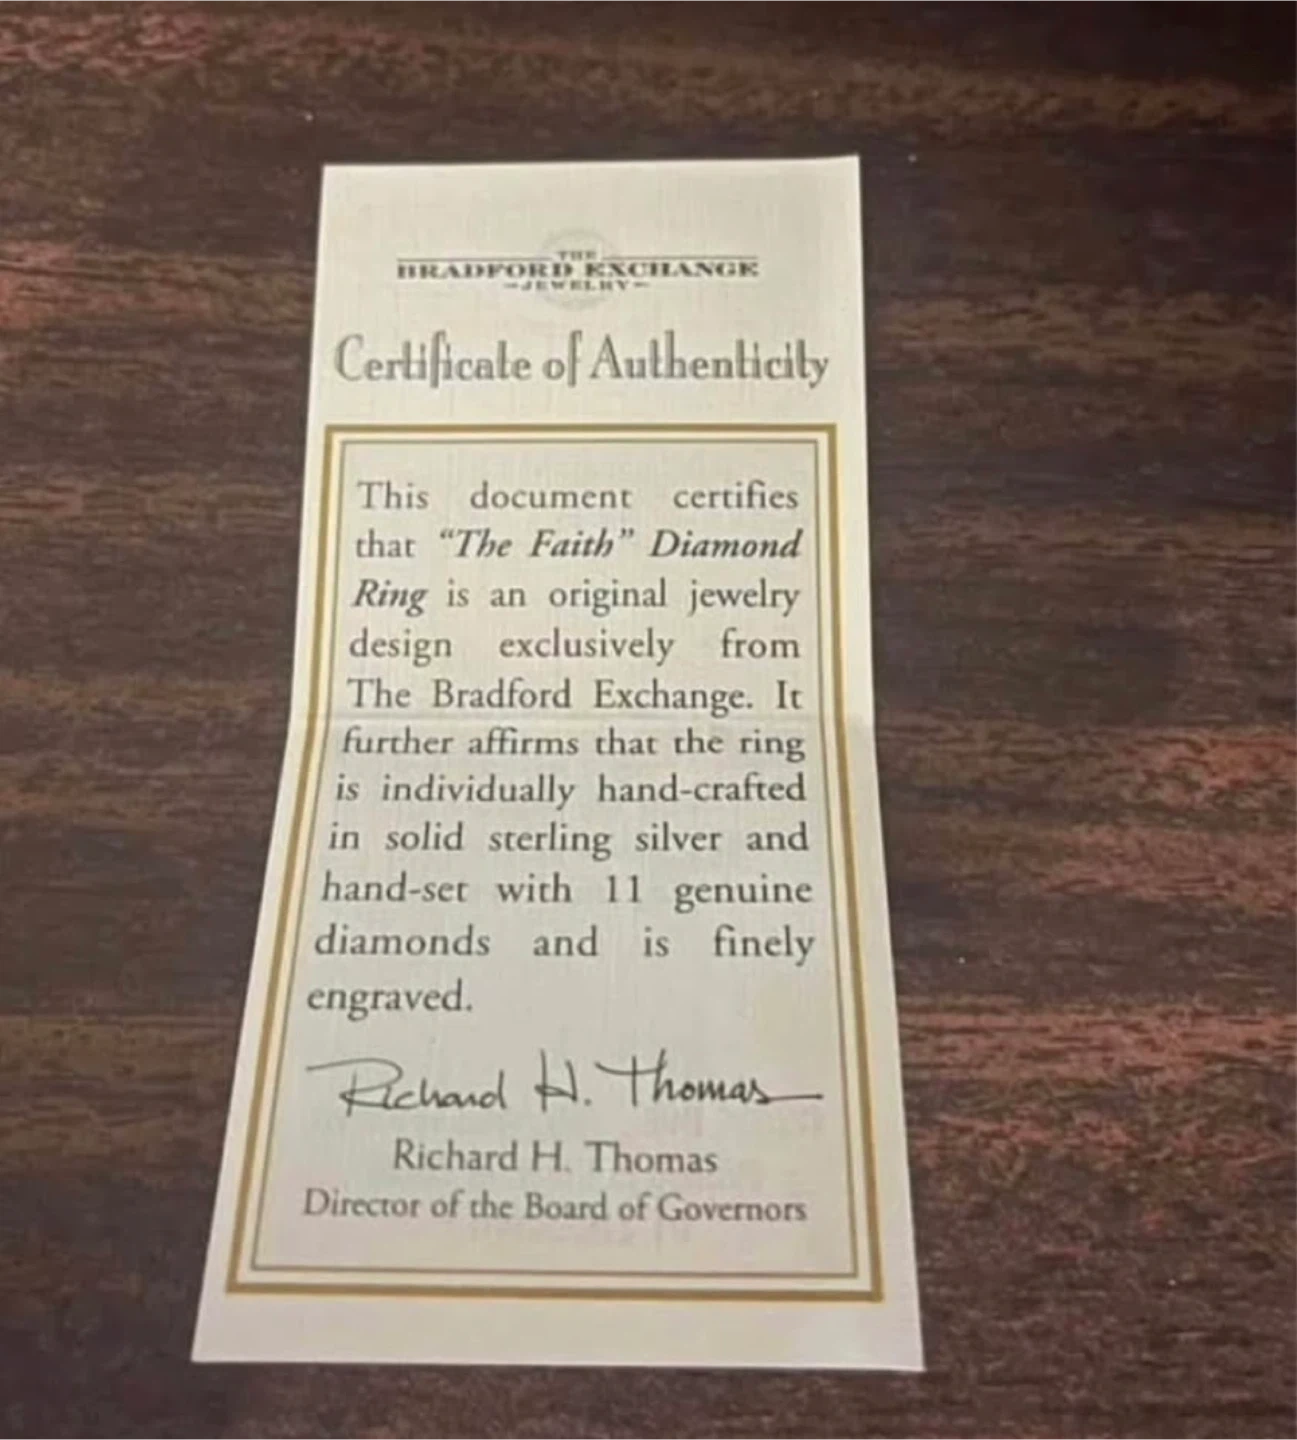 THE
BRADFORD EXCHANGE
JEWELRY
Certificate of Authenticity
This document certifies
that “The Faith” Diamond
Ring is an original jewelry
design exclusively from
The Bradford Exchange. It
further affirms that the ring
is individually hand-crafted
in solid sterling silver and
hand-set with 11 genuine
diamonds and is finely
engraved.
Richard H. Thomas
Richard H. Thomas
Director of the Board of Governors